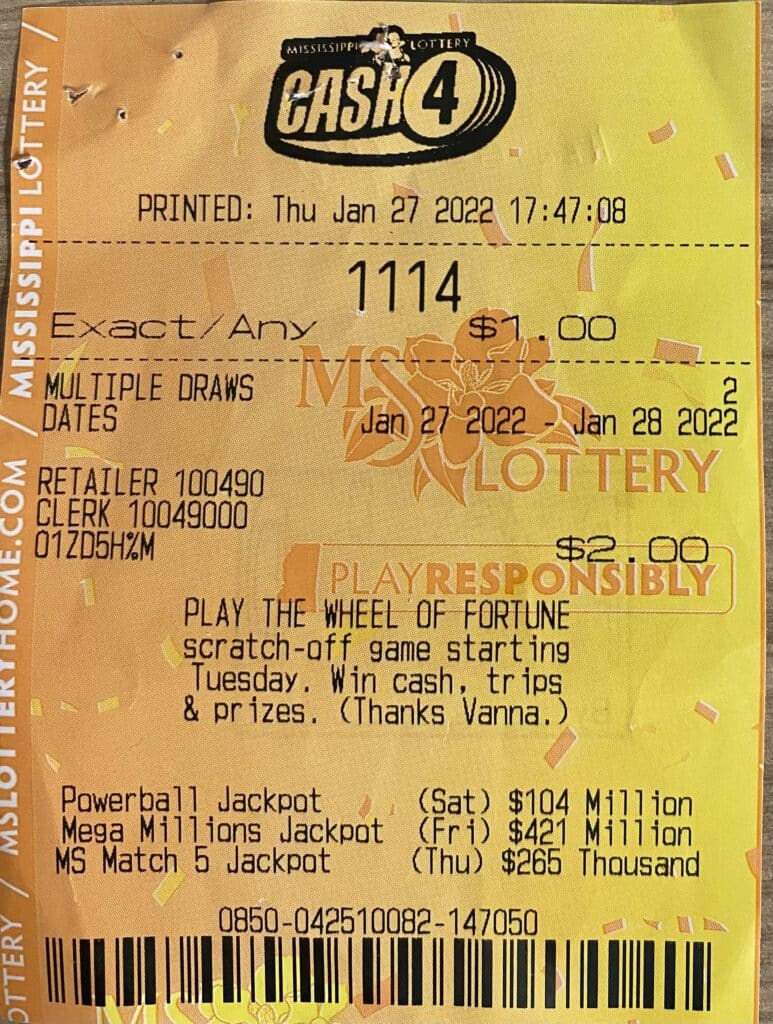 MISSISSIPPI LOTTERY
CASH 4
PRINTED: Thu Jan 27 2022 17:47:08
1114
Exact/Any $1.00
MULTIPLE DRAWS 2
DATES Jan 27 2022 - Jan 28 2022
MS
LOTTERY
RETAILER 100490
CLERK 10049000
01ZD5H%M $2.00
PLAY RESPONSIBLY
PLAY THE WHEEL OF FORTUNE
scratch-off game starting
Tuesday. Win cash, trips
& prizes. (Thanks Vanna.)
Powerball Jackpot (Sat) $104 Million
Mega Millions Jackpot (Fri) $421 Million
MS Match 5 Jackpot (Thu) $265 Thousand
0850-042510082-147050
MS
OTTERY / MSLOTTERYHOME.COM / MISSISSIPPI LOTTERY /